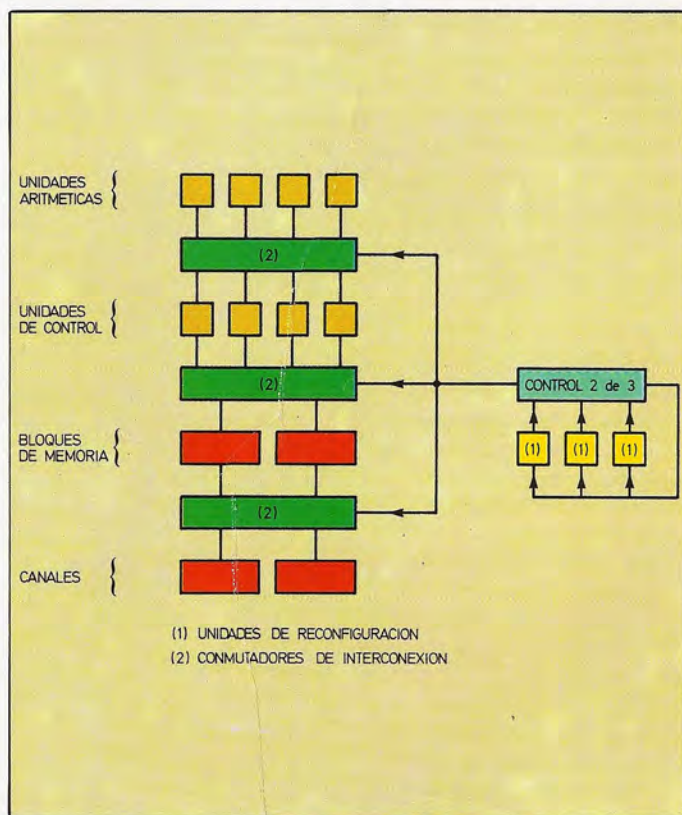 UNIDADES
ARITMETICAS
(2)
UNIDADES
DE CONTROL
(2)
CONTROL 2 de 3
(1) (1) (1)
BLOQUES
DE MEMORIA
(2)
CANALES
(1) UNIDADES DE RECONFIGURACION
(2) CONMUTADORES DE INTERCONEXION